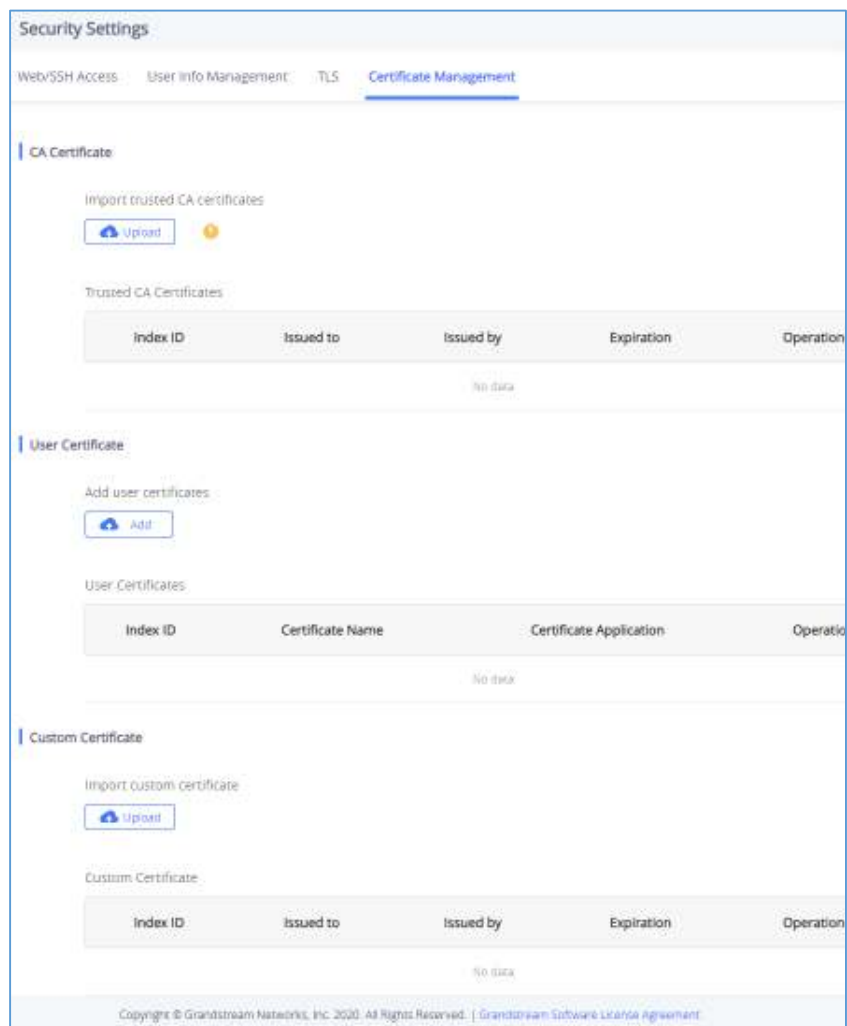 Security Settings
Web/SSH Access User Info Management TLS Certificate Management
CA Certificate
Import trusted CA certificates
Upload ?
Trusted CA Certificates
Index ID Issued to Issued by Expiration Operation
No data
User Certificate
Add user certificates
Add
User Certificates
Index ID Certificate Name Certificate Application Operatio
No data
Custom Certificate
Import custom certificate
Upload
Custom Certificate
Index ID Issued to Issued by Expiration Operation
No data
Copyright © Grandstream Networks, Inc. 2020. All Rights Reserved. | Grandstream Software License Agreement